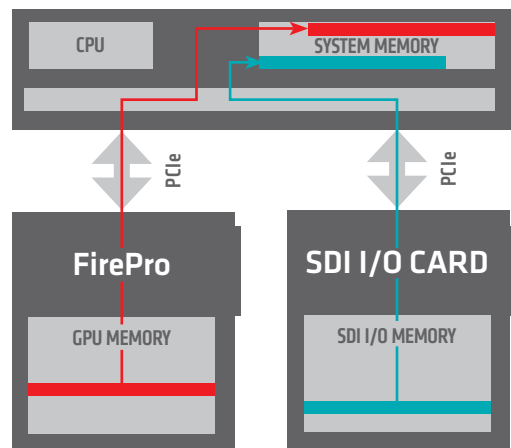 CPU
SYSTEM MEMORY
PCIe
PCIe
FirePro
SDI I/O CARD
GPU MEMORY
SDI I/O MEMORY